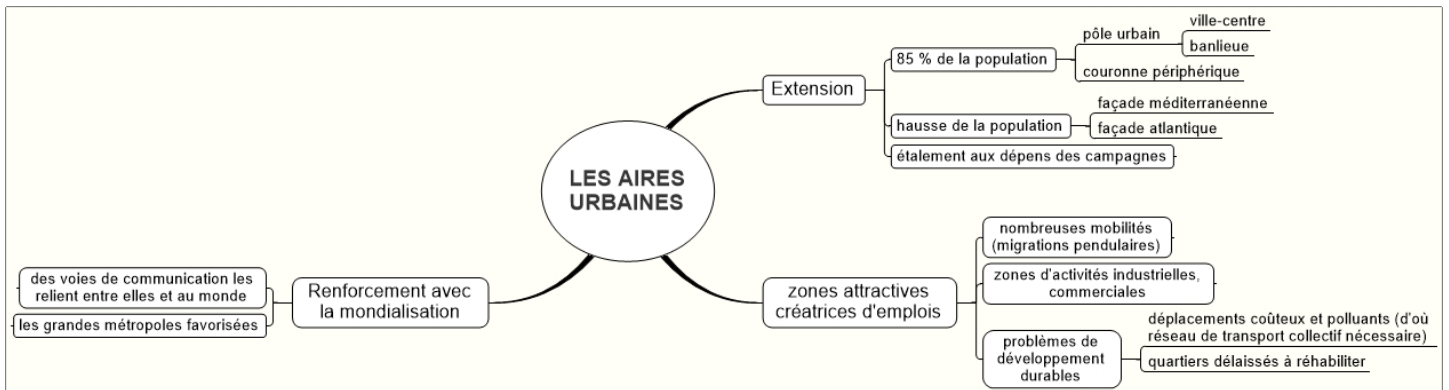 LES AIRES
URBAINES
Extension
85 % de la population
pôle urbain
ville-centre
banlieue
couronne périphérique
hausse de la population
façade méditerranéenne
façade atlantique
étalement aux dépens des campagnes
zones attractives
créatrices d'emplois
nombreuses mobilités
(migrations pendulaires)
zones d'activités industrielles,
commerciales
problèmes de
développement
durables
déplacements coûteux et polluants (d'où
réseau de transport collectif nécessaire)
quartiers délaissés à réhabiliter
Renforcement avec
la mondialisation
des voies de communication les
relient entre elles et au monde
les grandes métropoles favorisées